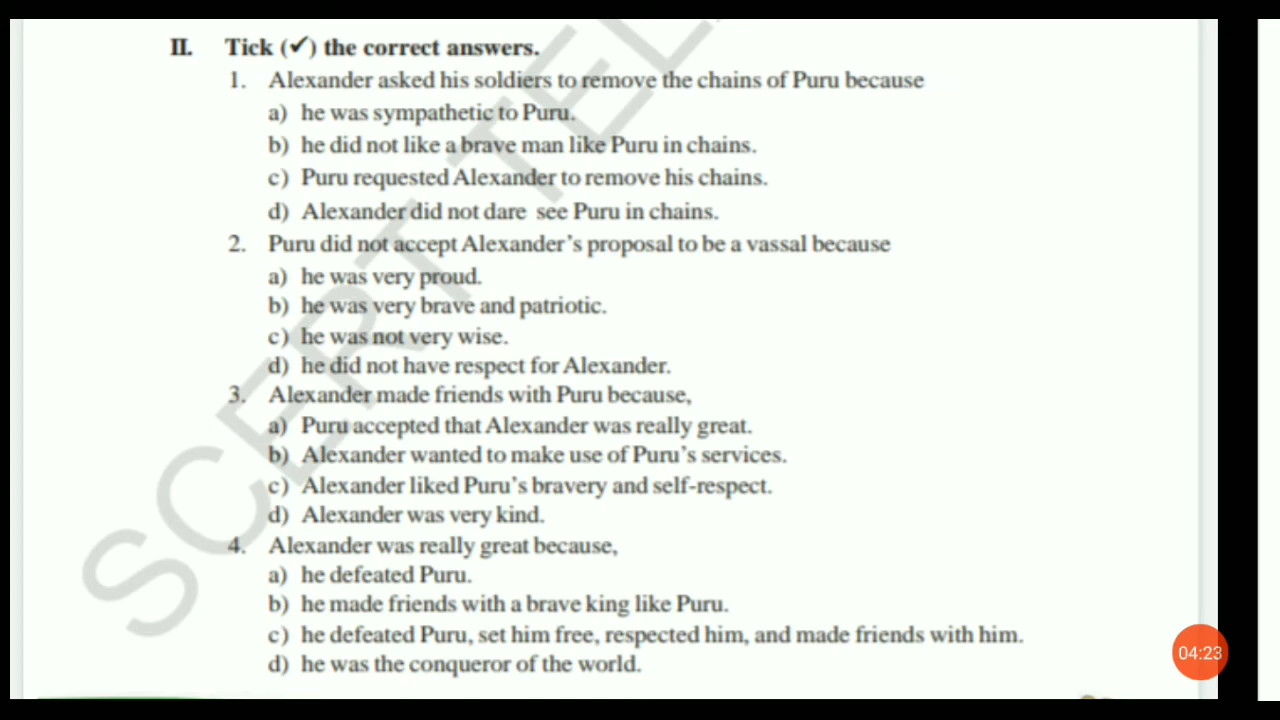 II. Tick (✓) the correct answers.
1. Alexander asked his soldiers to remove the chains of Puru because
a) he was sympathetic to Puru.
b) he did not like a brave man like Puru in chains.
c) Puru requested Alexander to remove his chains.
d) Alexander did not dare see Puru in chains.
2. Puru did not accept Alexander's proposal to be a vassal because
a) he was very proud.
b) he was very brave and patriotic.
c) he was not very wise.
d) he did not have respect for Alexander.
3. Alexander made friends with Puru because,
a) Puru accepted that Alexander was really great.
b) Alexander wanted to make use of Puru's services.
c) Alexander liked Puru's bravery and self-respect.
d) Alexander was very kind.
4. Alexander was really great because,
a) he defeated Puru.
b) he made friends with a brave king like Puru.
c) he defeated Puru, set him free, respected him, and made friends with him.
d) he was the conqueror of the world.
04:23
SCERT TEL